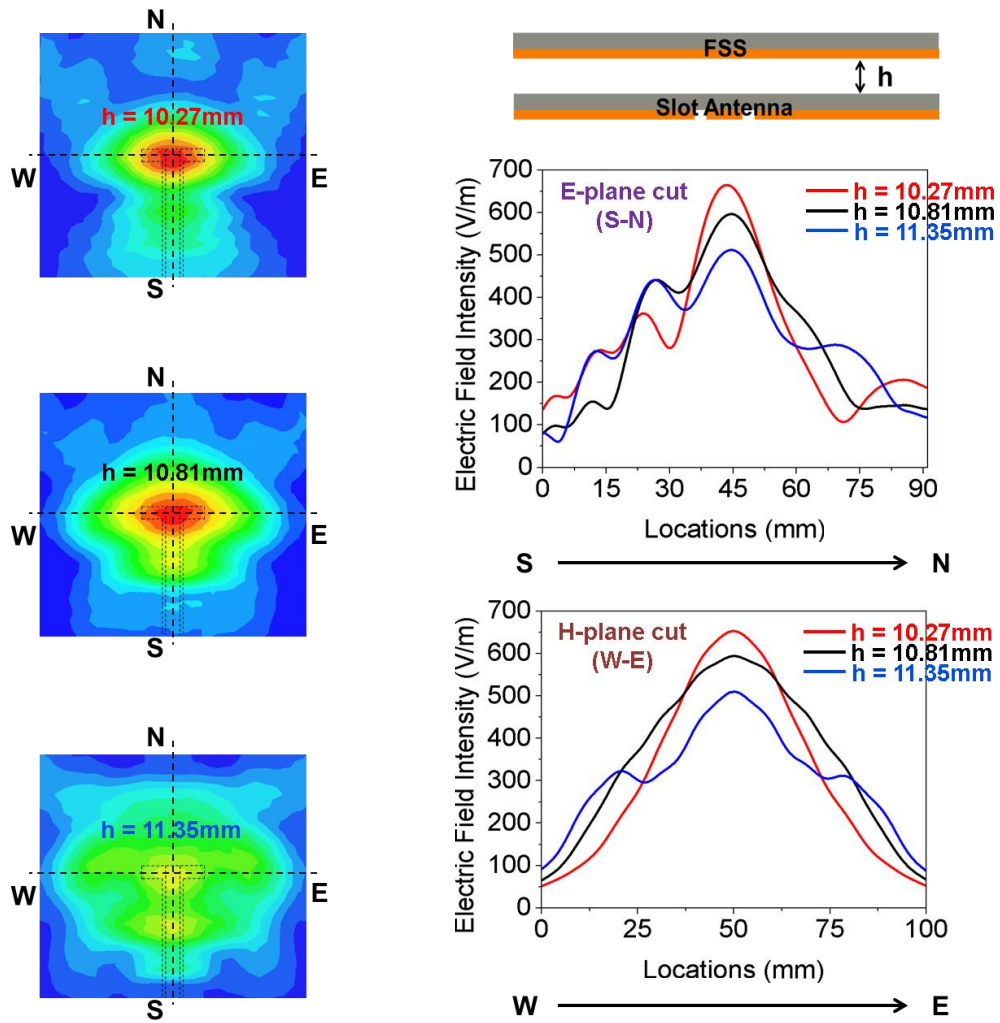 N
h = 10.27mm
W
E
S
N
h = 10.81mm
W
E
S
N
h = 11.35mm
W
E
S
FSS
h
Slot Antenna
Electric Field Intensity (V/m)
700
600
500
400
300
200
100
0
E-plane cut
(S-N)
h = 10.27mm
h = 10.81mm
h = 11.35mm
0 15 30 45 60 75 90
Locations (mm)
S N
Electric Field Intensity (V/m)
700
600
500
400
300
200
100
0
H-plane cut
(W-E)
h = 10.27mm
h = 10.81mm
h = 11.35mm
0 25 50 75 100
Locations (mm)
W E